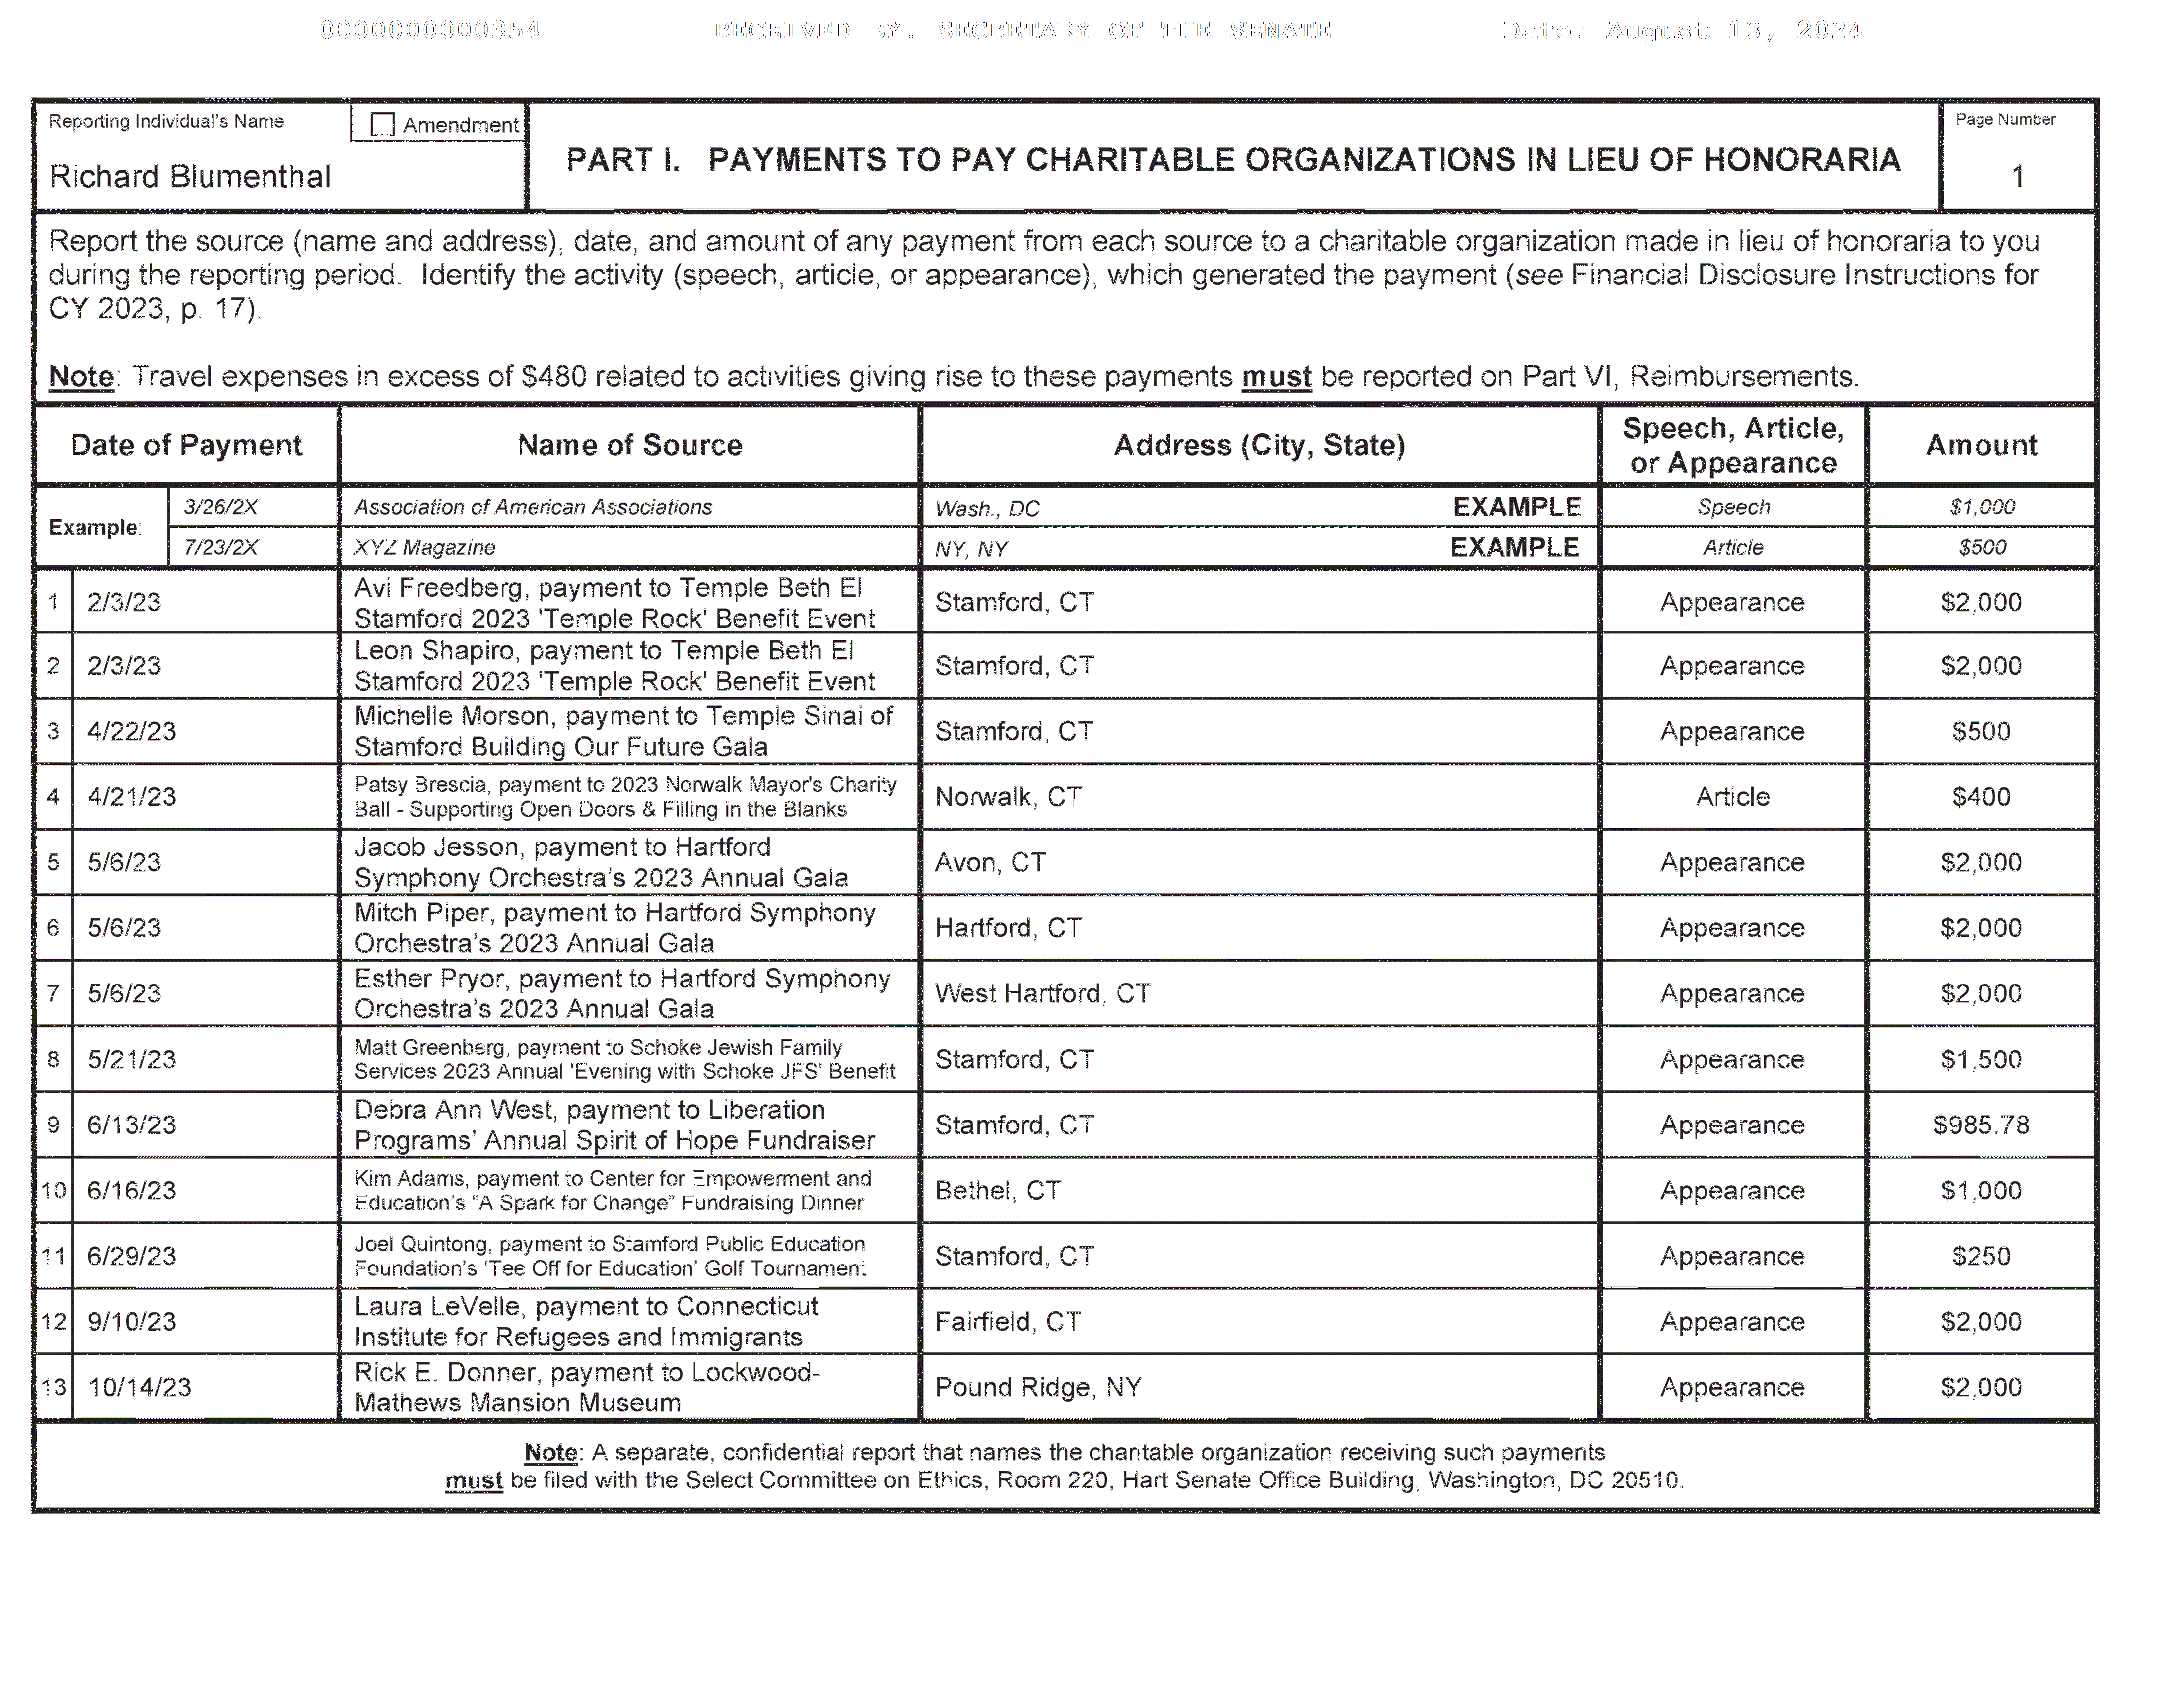 0000000000354 RECEIVED BY: SECRETARY OF THE SENATE Date: August 13, 2024
Reporting Individual's Name
Amendment
Richard Blumenthal
PART I. PAYMENTS TO PAY CHARITABLE ORGANIZATIONS IN LIEU OF HONORARIA
Page Number
1
Report the source (name and address), date, and amount of any payment from each source to a charitable organization made in lieu of honoraria to you
during the reporting period. Identify the activity (speech, article, or appearance), which generated the payment (see Financial Disclosure Instructions for
CY 2023, p. 17).
Note: Travel expenses in excess of $480 related to activities giving rise to these payments must be reported on Part VI, Reimbursements.
Date of Payment
Name of Source
Address (City, State)
Speech, Article,
or Appearance
Amount
Example:
3/26/2X Association of American Associations Wash., DC EXAMPLE Speech $1,000
7/23/2X XYZ Magazine NY, NY EXAMPLE Article $500
1 2/3/23 Avi Freedberg, payment to Temple Beth El
Stamford 2023 'Temple Rock' Benefit Event
Stamford, CT Appearance $2,000
2 2/3/23 Leon Shapiro, payment to Temple Beth El
Stamford 2023 'Temple Rock' Benefit Event
Stamford, CT Appearance $2,000
3 4/22/23 Michelle Morson, payment to Temple Sinai of
Stamford Building Our Future Gala
Stamford, CT Appearance $500
4 4/21/23 Patsy Brescia, payment to 2023 Norwalk Mayor's Charity
Ball - Supporting Open Doors & Filling in the Blanks
Norwalk, CT Article $400
5 5/6/23 Jacob Jesson, payment to Hartford
Symphony Orchestra's 2023 Annual Gala
Avon, CT Appearance $2,000
6 5/6/23 Mitch Piper, payment to Hartford Symphony
Orchestra's 2023 Annual Gala
Hartford, CT Appearance $2,000
7 5/6/23 Esther Pryor, payment to Hartford Symphony
Orchestra's 2023 Annual Gala
West Hartford, CT Appearance $2,000
8 5/21/23 Matt Greenberg, payment to Schoke Jewish Family
Services 2023 Annual 'Evening with Schoke JFS' Benefit
Stamford, CT Appearance $1,500
9 6/13/23 Debra Ann West, payment to Liberation
Programs' Annual Spirit of Hope Fundraiser
Stamford, CT Appearance $985.78
10 6/16/23 Kim Adams, payment to Center for Empowerment and
Education's “A Spark for Change” Fundraising Dinner
Bethel, CT Appearance $1,000
11 6/29/23 Joel Quintong, payment to Stamford Public Education
Foundation's ‘Tee Off for Education’ Golf Tournament
Stamford, CT Appearance $250
12 9/10/23 Laura LeVelle, payment to Connecticut
Institute for Refugees and Immigrants
Fairfield, CT Appearance $2,000
13 10/14/23 Rick E. Donner, payment to Lockwood-
Mathews Mansion Museum
Pound Ridge, NY Appearance $2,000
Note: A separate, confidential report that names the charitable organization receiving such payments
must be filed with the Select Committee on Ethics, Room 220, Hart Senate Office Building, Washington, DC 20510.